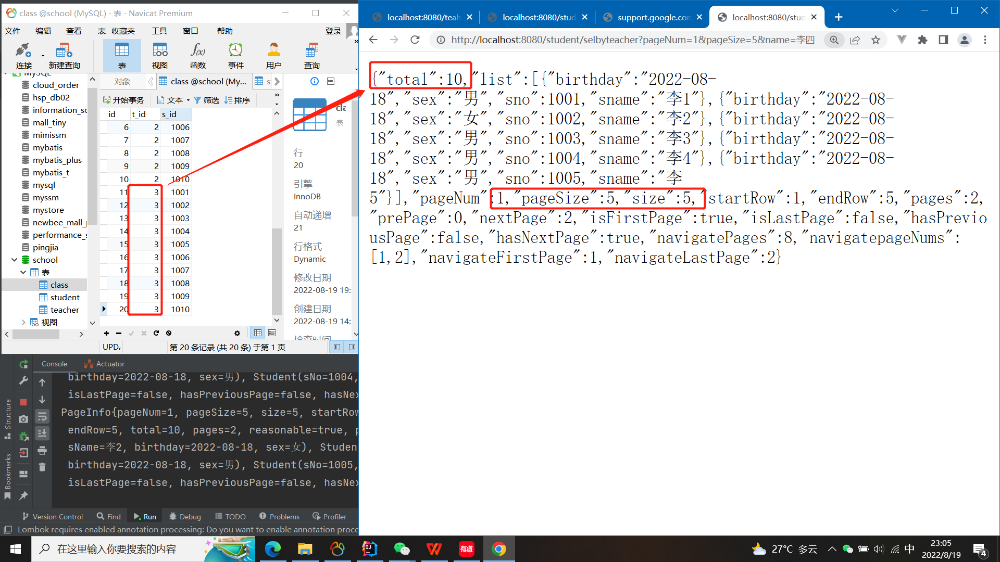 class @school (MySQL) - 表 - Navicat Premium
文件 编辑 查看 表 收藏夹 工具 窗口 帮助 登录
连接 新建查询 表 视图 函数 事件 用户 查询
MySQL
cloud_order
hsp_db02
information_sc
mall_tiny
mimissm
mybatis
mybatis_plus
mybatis_t
mysql
myssm
mystore
newbee_mall_
performance_s
pingjia
school
表
class
student
teacher
视图
对象 class @school (My... s
开始事务 文本 筛选 排序
id t_id s_id
6 2 1006
7 2 1007
8 2 1008
9 2 1009
10 2 1010
11 3 1001
12 3 1002
13 3 1003
14 3 1004
15 3 1005
16 3 1006
17 3 1007
18 3 1008
19 3 1009
20 3 1010
DDL
表
行
20
引擎
InnoDB
自动递增
21
行格式
Dynamic
修改日期
2022-08-19 19:
创建日期
2022-08-19 14:
检查时间
UPDA 第 20 条记录 (共 20 条) 于第 1 页
localhost:8080/teah localhost:8080/stud support.google.com localhost:8080/stud
http://localhost:8080/student/selbyteacher?pageNum=1&pageSize=5&name=李四
{"total":10,"list":[{"birthday":"2022-08-
18","sex":"男","sno":1001,"sname":"李1"},{"birthday":"2022-08-
18","sex":"女","sno":1002,"sname":"李2"},{"birthday":"2022-08-
18","sex":"男","sno":1003,"sname":"李3"},{"birthday":"2022-08-
18","sex":"男","sno":1004,"sname":"李4"},{"birthday":"2022-08-
18","sex":"男","sno":1005,"sname":"李
5"}],"pageNum":1,"pageSize":5,"size":5,"startRow":1,"endRow":5,"pages":2,
"prePage":0,"nextPage":2,"isFirstPage":true,"isLastPage":false,"hasPrevio
usPage":false,"hasNextPage":true,"navigatePages":8,"navigatepageNums":
[1,2],"navigateFirstPage":1,"navigateLastPage":2}
Console Actuator
birthday=2022-08-18, sex=男), Student(sNo=1004,
isLastPage=false, hasPreviousPage=false, hasNex
PageInfo{pageNum=1, pageSize=5, size=5, startRow
endRow=5, total=10, pages=2, reasonable=true, p
sName=李2, birthday=2022-08-18, sex=女), Student
birthday=2022-08-18, sex=男), Student(sNo=1005,
isLastPage=false, hasPreviousPage=false, hasNex
Structure
Bookmarks
Version Control Find Run Debug TODO Problems Profiler
Lombok requires enabled annotation processing: Do you want to enable annotation proce
在这里输入你要搜索的内容
有道
27°C 多云 中 23:05
2022/8/19
4